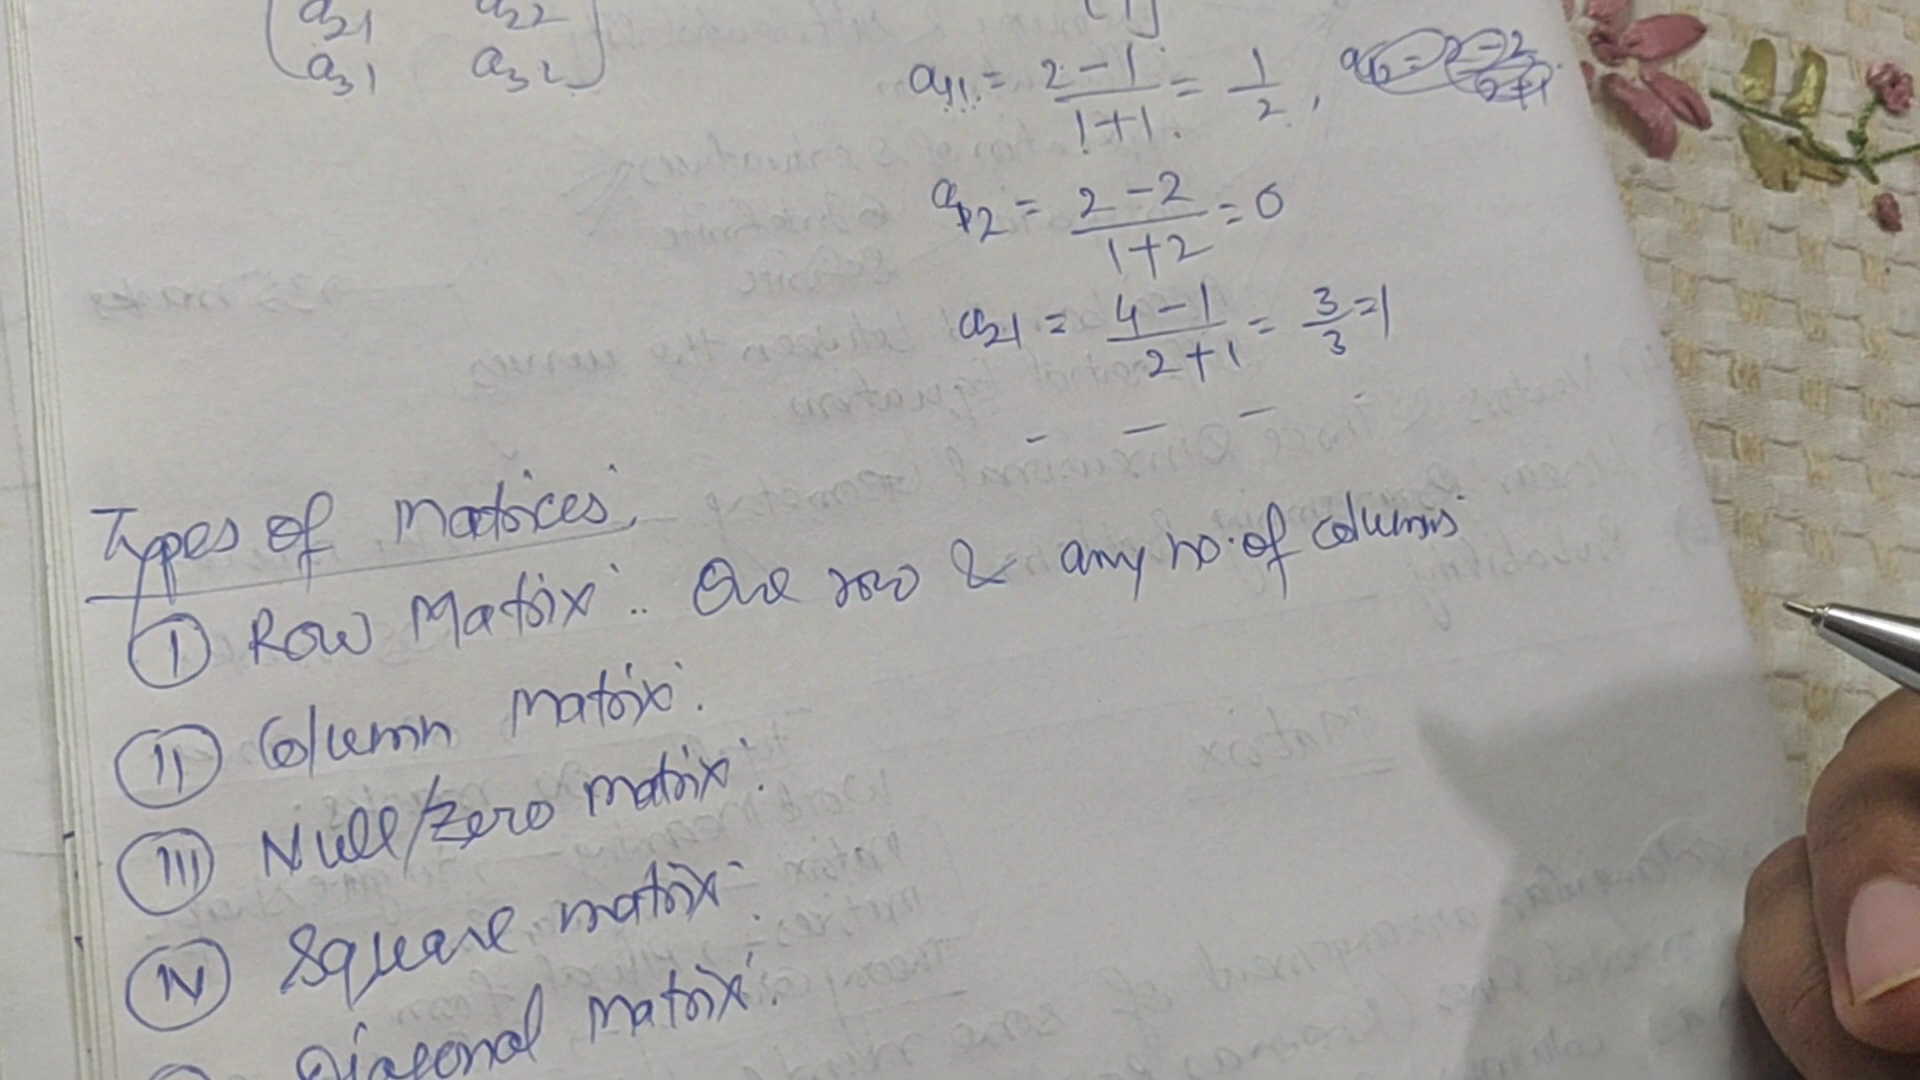 a21 a22
a31 a32
a11 = 2-1/1+1 = 1/2,
a12 = 2-2/1+2 = 0
a21 = 4-1/2+1 = 3/3 = 1
- - - -
Types of Matrices:
(I) Row Matrix: One row & any no. of columns.
(II) Column Matrix:
(III) Null/Zero matrix:
(IV) Square matrix:
Diagonal Matrix: